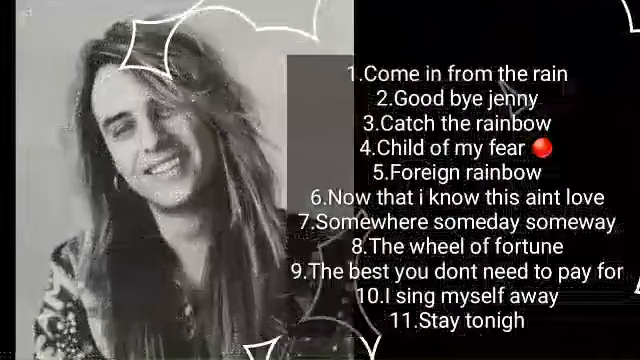 1.Come in from the rain
2.Good bye jenny
3.Catch the rainbow
4.Child of my fear
5.Foreign rainbow
6.Now that i know this aint love
7.Somewhere someday someway
8.The wheel of fortune
9.The best you dont need to pay for
10.I sing myself away
11.Stay tonigh